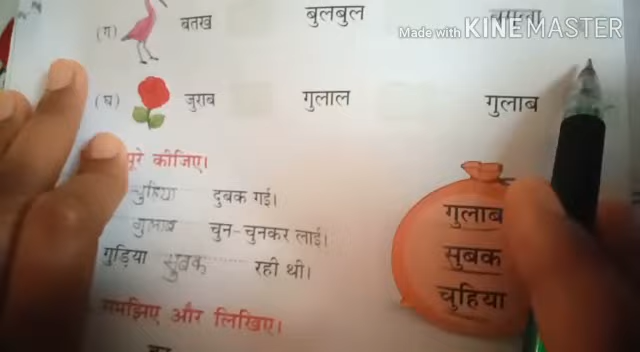 (ग) बतख बुलबुल
Made with KINEMASTER
(घ) जुराब गुलाल गुलाब
पूरे कीजिए।
चुहिया दुबक गई।
गुलाब चुन-चुनकर लाई।
गुड़िया सुबक रही थी।
गुलाब
सुबक
चुहिया
समझिए और लिखिए।